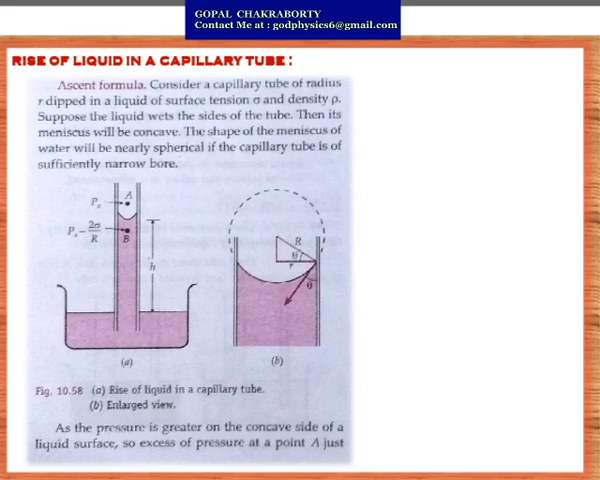 GOPAL CHAKRABORTY
Contact Me at : godphysics6@gmail.com
RISE OF LIQUID IN A CAPILLARY TUBE :
Ascent formula. Consider a capillary tube of radius
r dipped in a liquid of surface tension σ and density ρ.
Suppose the liquid wets the sides of the tube. Then its
meniscus will be concave. The shape of the meniscus of
water will be nearly spherical if the capillary tube is of
sufficiently narrow bore.
A
B
h
R
θ
r
θ
(a)
(b)
Fig. 10.58 (a) Rise of liquid in a capillary tube.
(b) Enlarged view.
As the pressure is greater on the concave side of a
liquid surface, so excess of pressure at a point A just